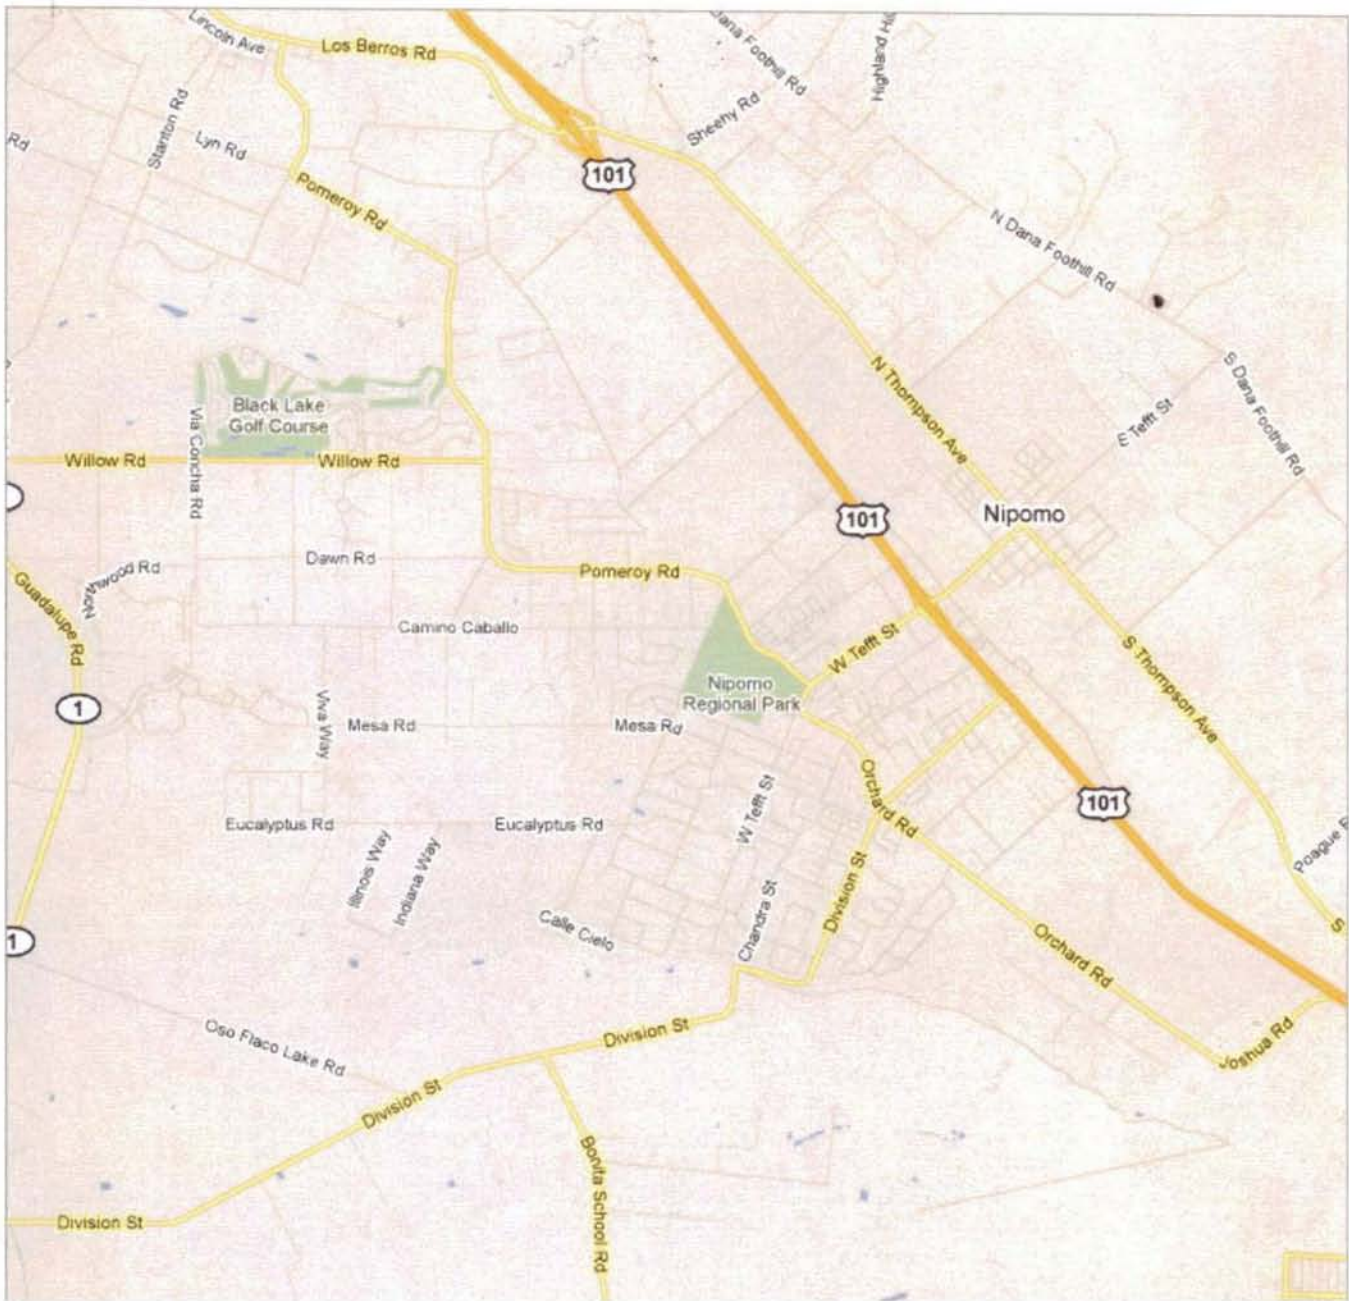 Lincoln Ave
Los Berros Rd
Dana Foothill Rd
Highland Hi
Sheehy Rd
Stanton Rd
Rd
Lyn Rd
Pomeroy Rd
101
N Dana Foothill Rd
S Dana Foothill Rd
N Thompson Ave
E Tefft St
Black Lake
Golf Course
Via Concha Rd
Willow Rd
Willow Rd
101
Nipomo
Dawn Rd
Northwood Rd
Pomeroy Rd
Guadalupe Rd
Camino Caballo
W Tefft St
S Thompson Ave
Nipomo
Regional Park
1
Viva Way
Mesa Rd
Mesa Rd
Orchard Rd
W Tefft St
101
Eucalyptus Rd
Eucalyptus Rd
Illinois Way
Indiana Way
Division St
Poague
Chandra St
Calle Cielo
S
1
Orchard Rd
Oso Flaco Lake Rd
Division St
Joshua Rd
Division St
Bonita School Rd
Division St